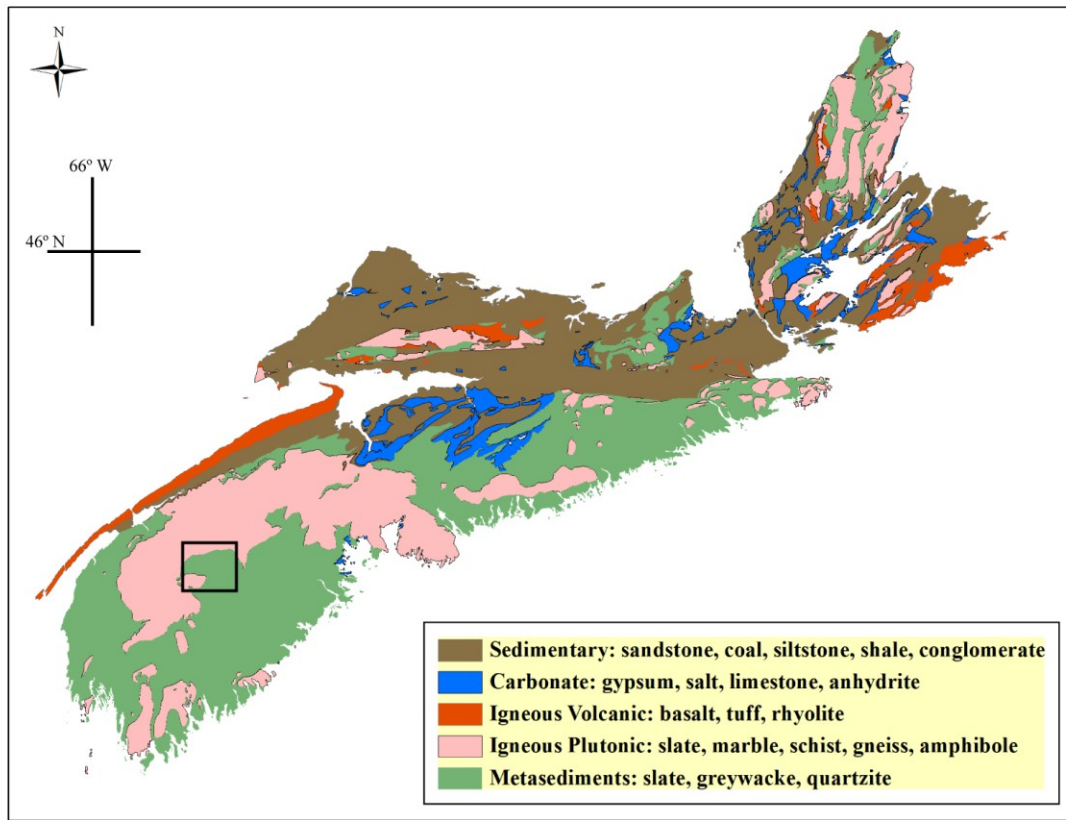 N
66º W
46º N
Sedimentary: sandstone, coal, siltstone, shale, conglomerate
Carbonate: gypsum, salt, limestone, anhydrite
Igneous Volcanic: basalt, tuff, rhyolite
Igneous Plutonic: slate, marble, schist, gneiss, amphibole
Metasediments: slate, greywacke, quartzite